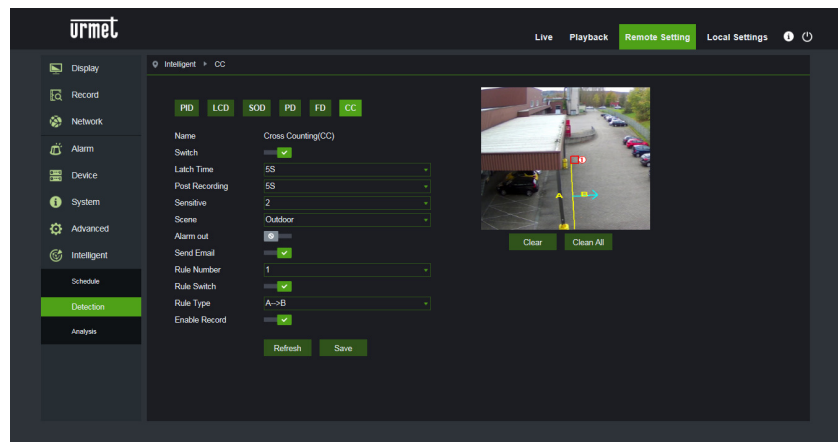 urmet
Live Playback Remote Setting Local Settings
Display
Record
Network
Alarm
Device
System
Advanced
Intelligent
Schedule
Detection
Analysis
Intelligent CC
PID LCD SOD PD FD CC
Name Cross Counting(CC)
Switch
Latch Time 5S
Post Recording 5S
Sensitive 2
Scene Outdoor
Alarm out
Send Email
Rule Number 1
Rule Switch
Rule Type A-->B
Enable Record
Refresh Save
1
A B
Clear Clean All